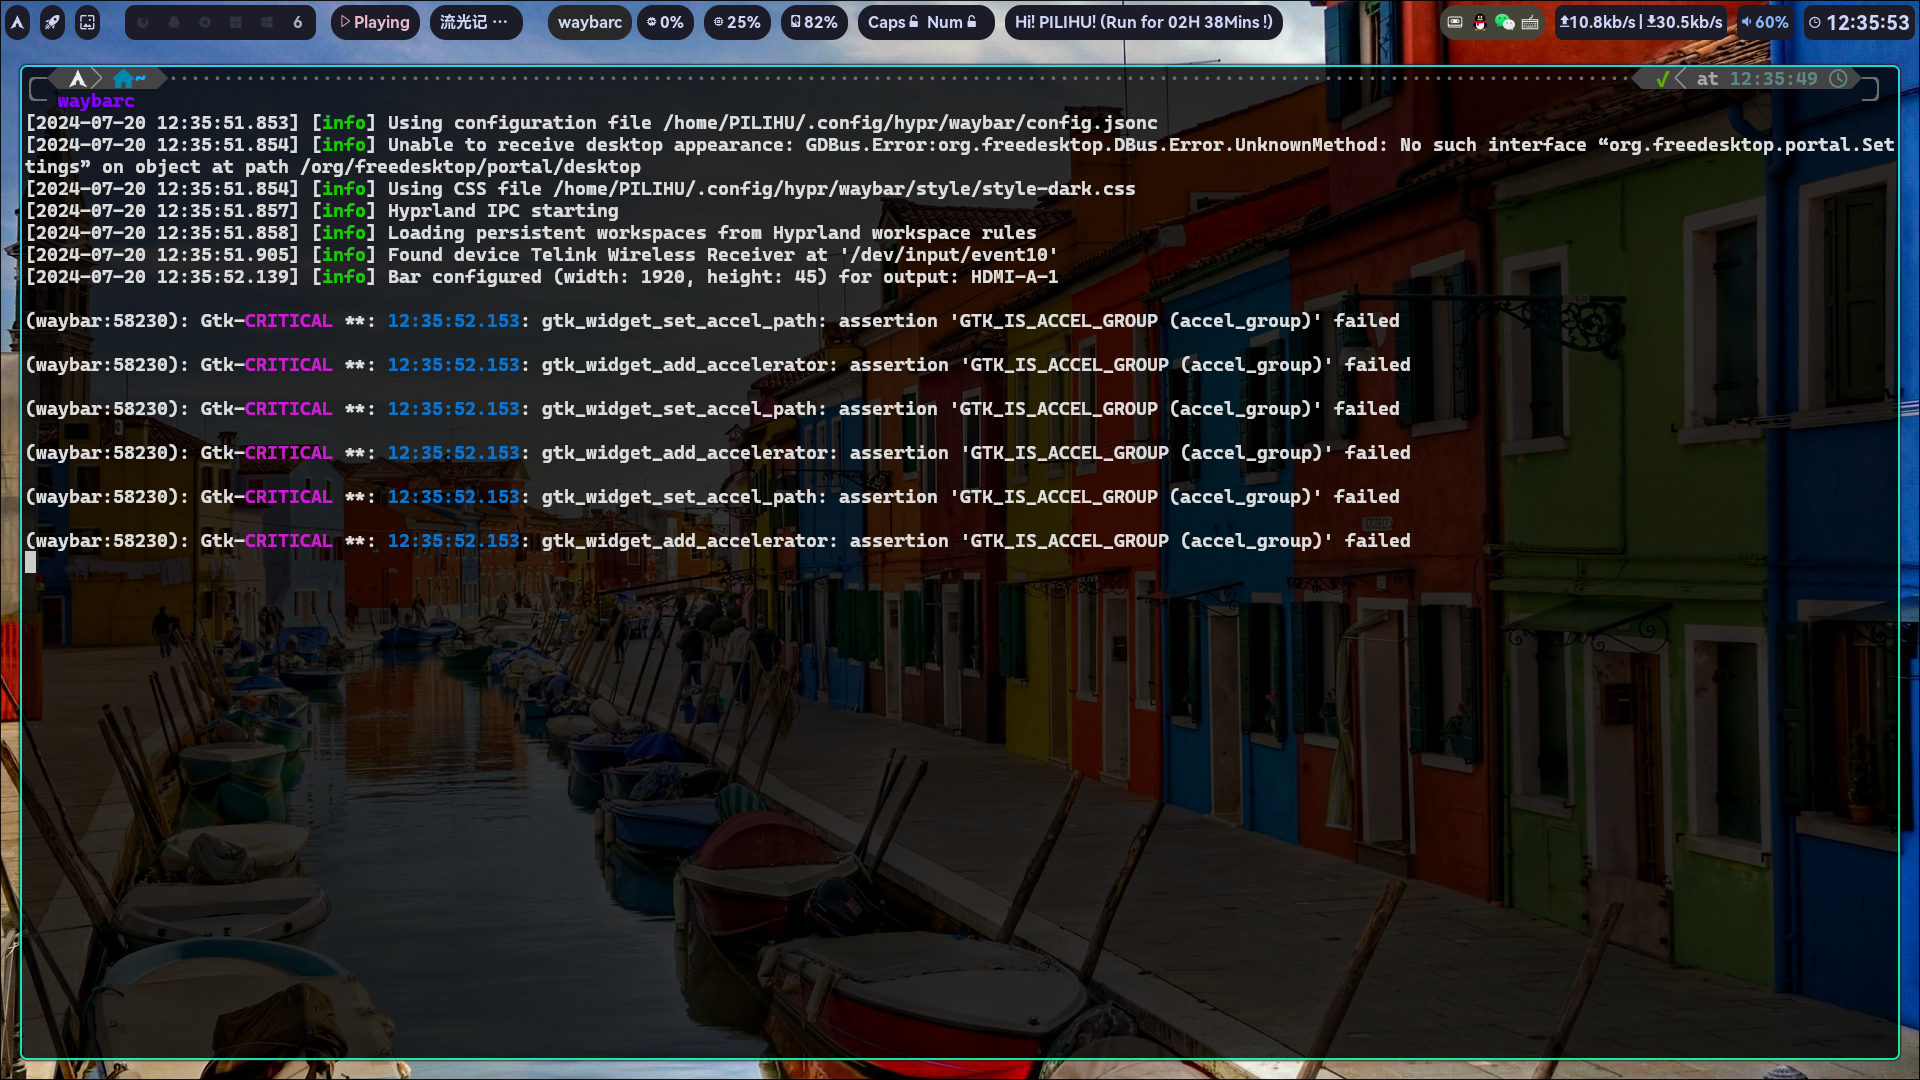 6 Playing 流光记 ··· waybarc 0% 25% 82% Caps Num Hi! PILIHU! (Run for 02H 38Mins !) 10.8kb/s | 30.5kb/s 60% 12:35:53
~ ✓ at 12:35:49
waybarc
[2024-07-20 12:35:51.853] [info] Using configuration file /home/PILIHU/.config/hypr/waybar/config.jsonc
[2024-07-20 12:35:51.854] [info] Unable to receive desktop appearance: GDBus.Error:org.freedesktop.DBus.Error.UnknownMethod: No such interface “org.freedesktop.portal.Set
tings” on object at path /org/freedesktop/portal/desktop
[2024-07-20 12:35:51.854] [info] Using CSS file /home/PILIHU/.config/hypr/waybar/style/style-dark.css
[2024-07-20 12:35:51.857] [info] Hyprland IPC starting
[2024-07-20 12:35:51.858] [info] Loading persistent workspaces from Hyprland workspace rules
[2024-07-20 12:35:51.905] [info] Found device Telink Wireless Receiver at '/dev/input/event10'
[2024-07-20 12:35:52.139] [info] Bar configured (width: 1920, height: 45) for output: HDMI-A-1
(waybar:58230): Gtk-CRITICAL **: 12:35:52.153: gtk_widget_set_accel_path: assertion 'GTK_IS_ACCEL_GROUP (accel_group)' failed
(waybar:58230): Gtk-CRITICAL **: 12:35:52.153: gtk_widget_add_accelerator: assertion 'GTK_IS_ACCEL_GROUP (accel_group)' failed
(waybar:58230): Gtk-CRITICAL **: 12:35:52.153: gtk_widget_set_accel_path: assertion 'GTK_IS_ACCEL_GROUP (accel_group)' failed
(waybar:58230): Gtk-CRITICAL **: 12:35:52.153: gtk_widget_add_accelerator: assertion 'GTK_IS_ACCEL_GROUP (accel_group)' failed
(waybar:58230): Gtk-CRITICAL **: 12:35:52.153: gtk_widget_set_accel_path: assertion 'GTK_IS_ACCEL_GROUP (accel_group)' failed
(waybar:58230): Gtk-CRITICAL **: 12:35:52.153: gtk_widget_add_accelerator: assertion 'GTK_IS_ACCEL_GROUP (accel_group)' failed